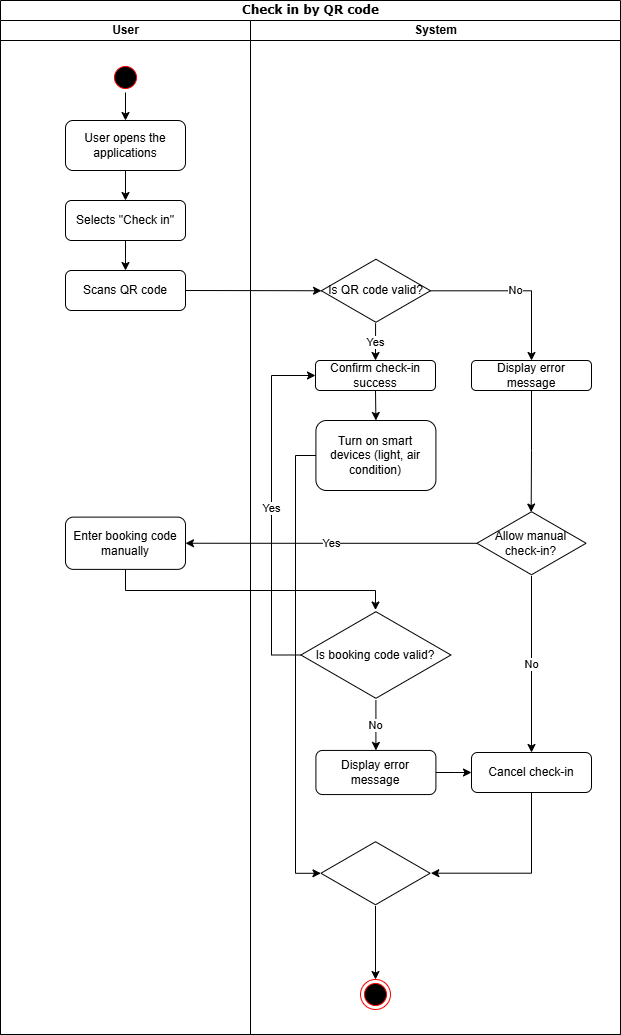 Check in by QR code
User
System
User opens the
applications
Selects "Check in"
Scans QR code
Is QR code valid?
No
Yes
Confirm check-in
success
Display error
message
Turn on smart
devices (light, air
condition)
Yes
Enter booking code
manually
Yes
Allow manual
check-in?
Is booking code valid?
No
No
Display error
message
Cancel check-in